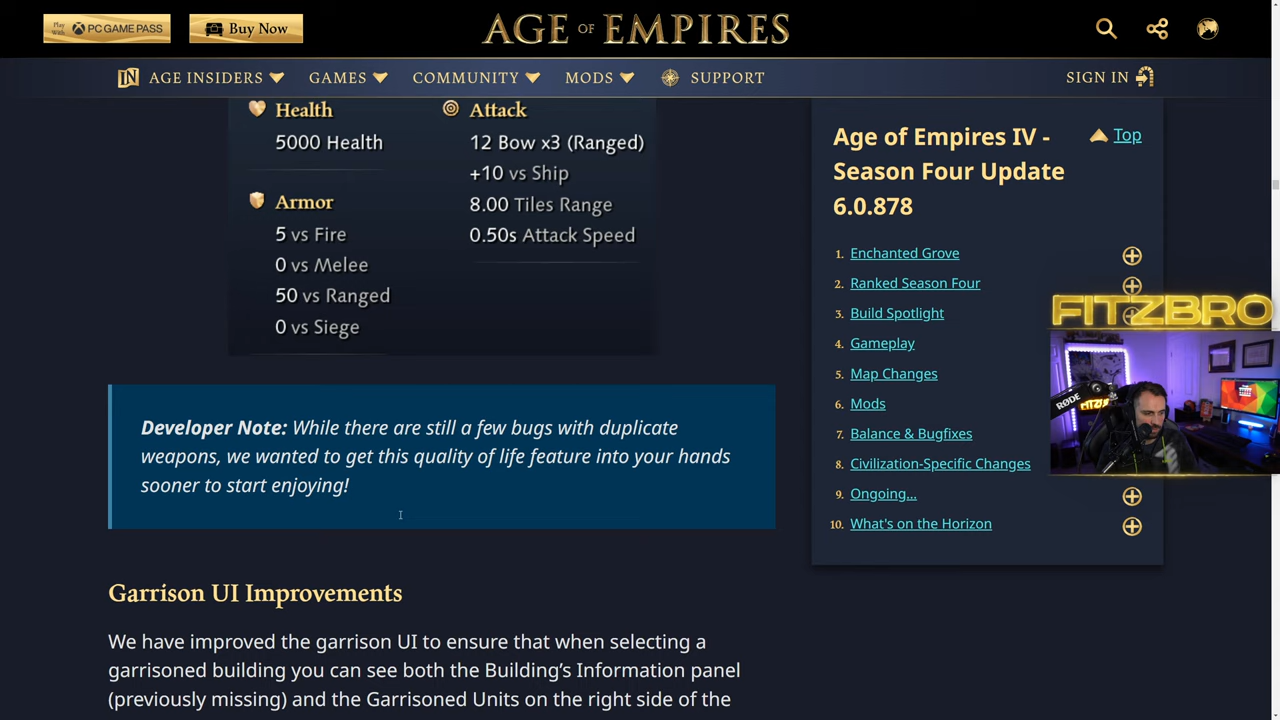 Play With
PC GAME PASS
Buy Now
AGE OF EMPIRES
IN AGE INSIDERS
GAMES
COMMUNITY
MODS
SUPPORT
SIGN IN
Health
5000 Health
Armor
5 vs Fire
0 vs Melee
50 vs Ranged
0 vs Siege
Attack
12 Bow x3 (Ranged)
+10 vs Ship
8.00 Tiles Range
0.50s Attack Speed
Developer Note: While there are still a few bugs with duplicate
weapons, we wanted to get this quality of life feature into your hands
sooner to start enjoying!
Garrison UI Improvements
We have improved the garrison UI to ensure that when selecting a
garrisoned building you can see both the Building's Information panel
(previously missing) and the Garrisoned Units on the right side of the
Age of Empires IV -
Season Four Update
6.0.878
Top
1. Enchanted Grove
2. Ranked Season Four
3. Build Spotlight
4. Gameplay
5. Map Changes
6. Mods
7. Balance & Bugfixes
8. Civilization-Specific Changes
9. Ongoing...
10. What's on the Horizon
FITZBRO
RØDE